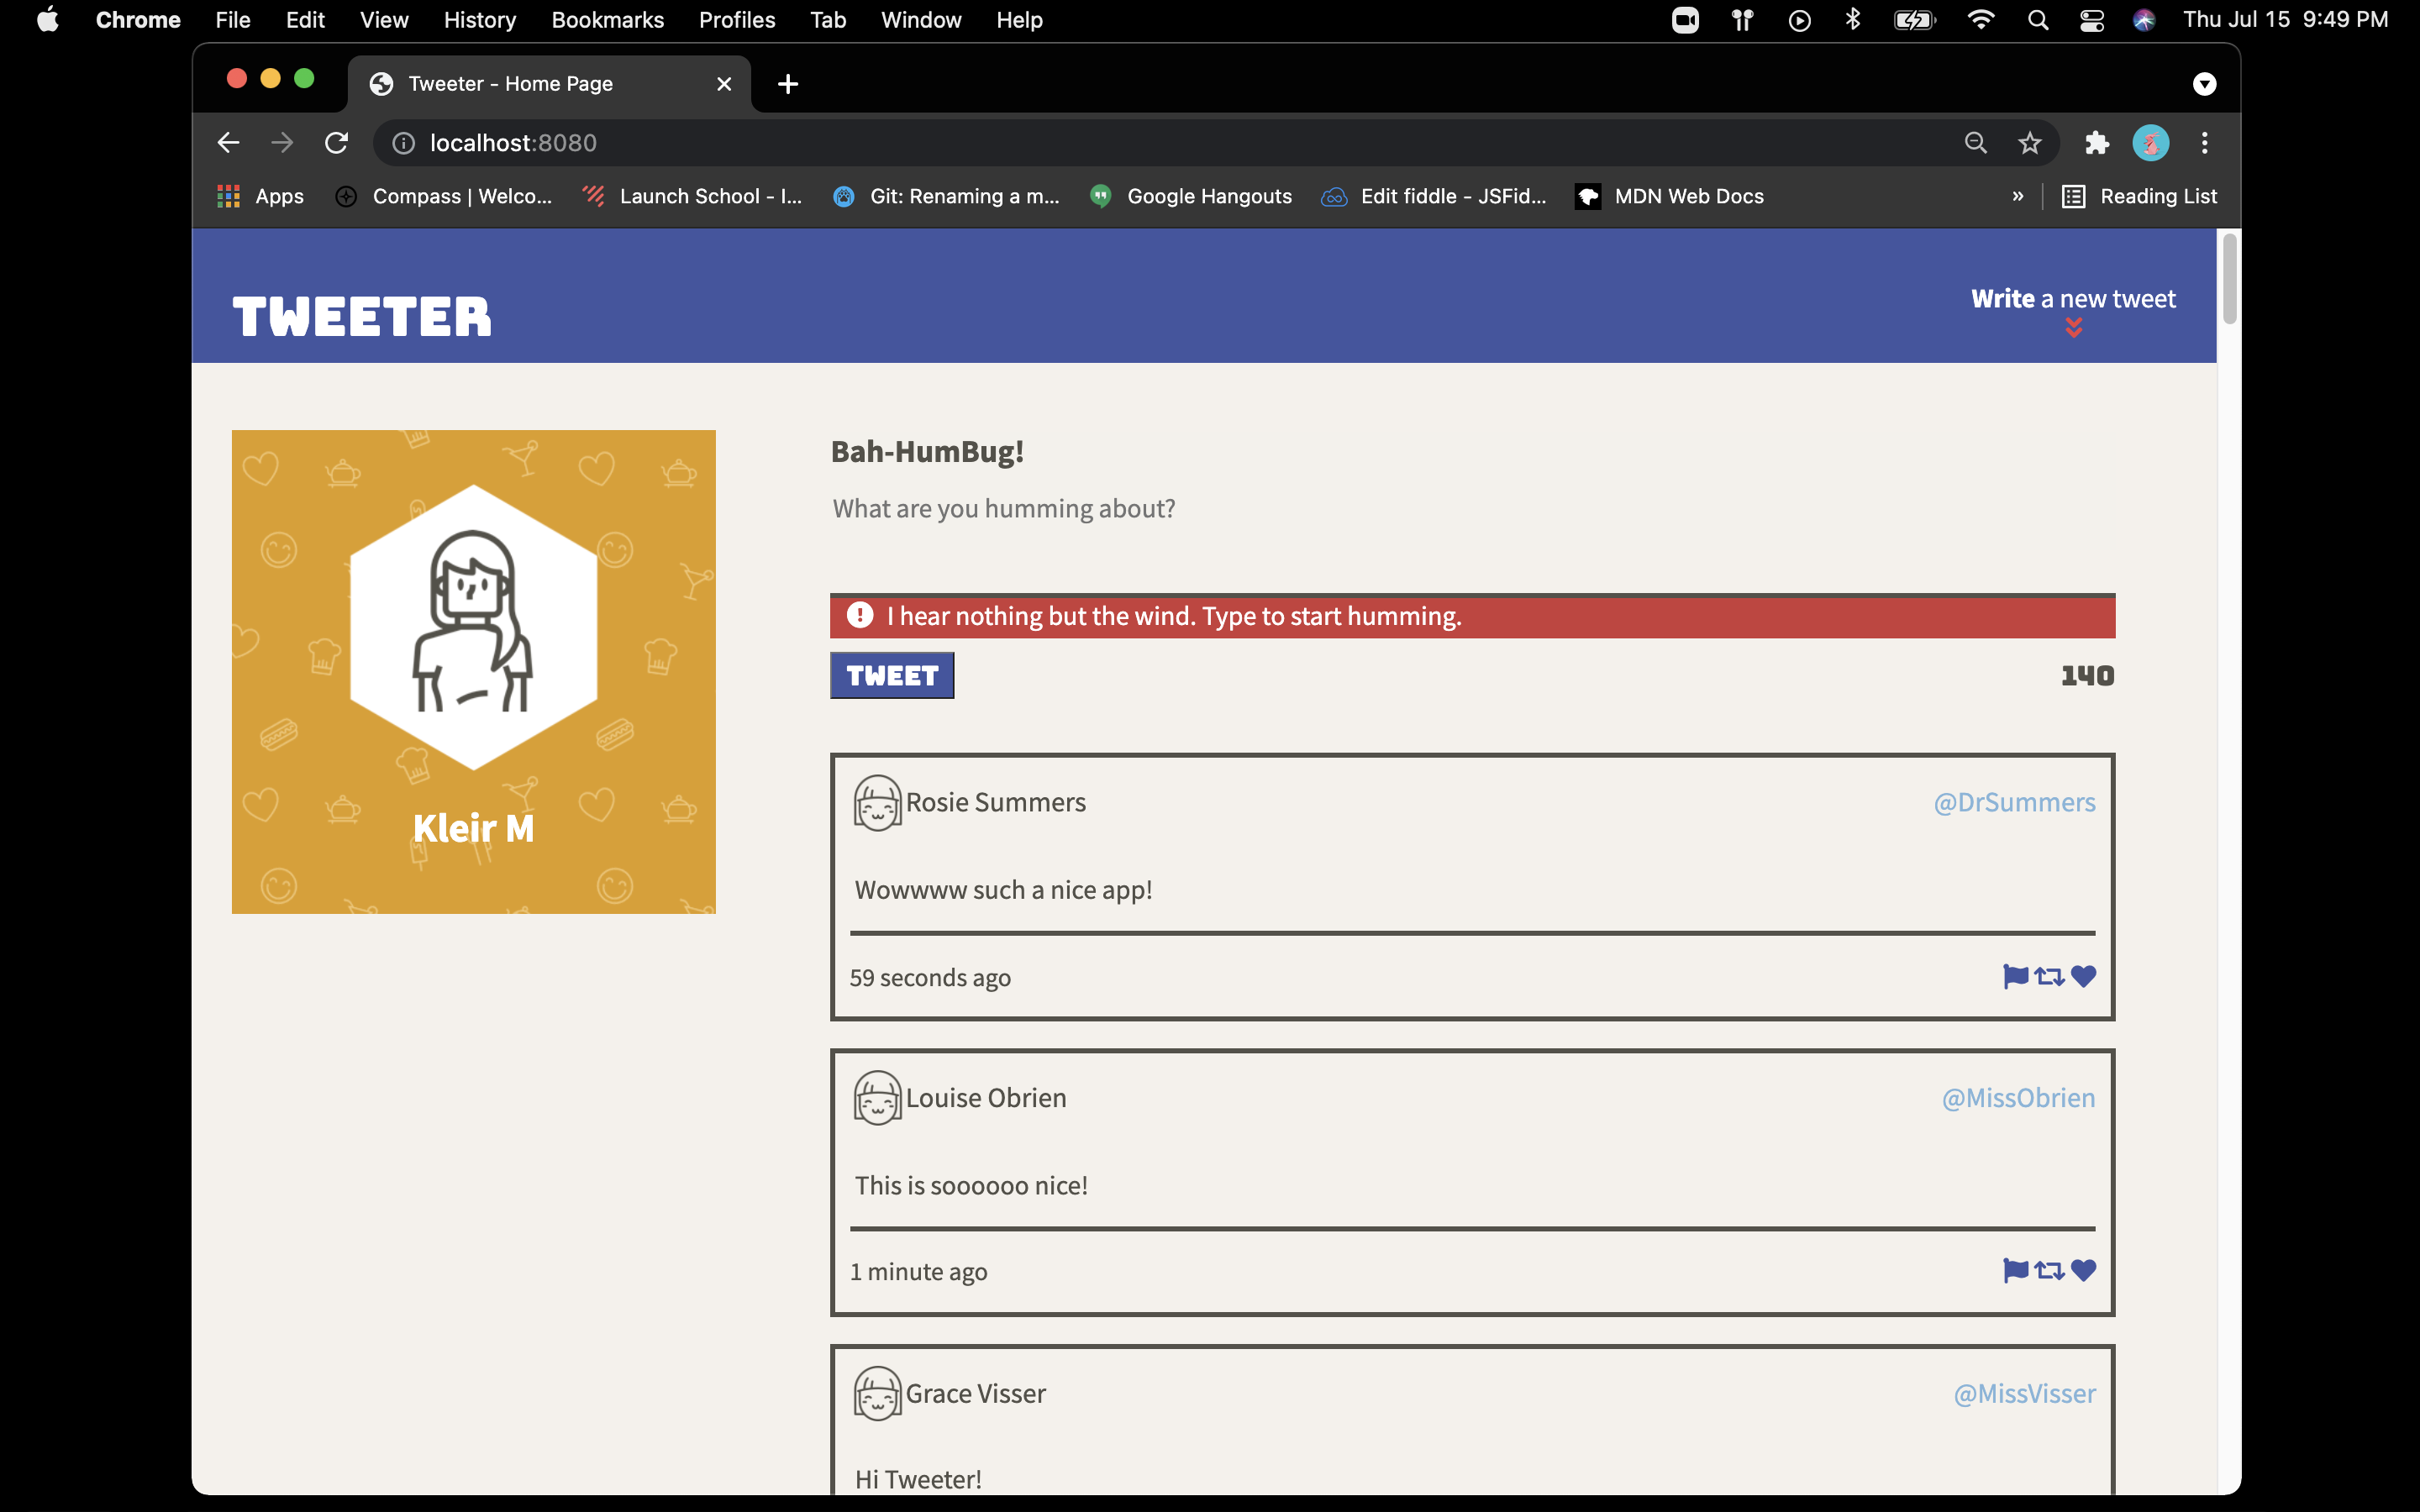 Chrome File Edit View History Bookmarks Profiles Tab Window Help Thu Jul 15 9:49 PM
Tweeter - Home Page
localhost:8080
Apps Compass | Welco... Launch School - I... Git: Renaming a m... Google Hangouts Edit fiddle - JSFid... MDN Web Docs » Reading List
TWEETER
Write a new tweet
Kleir M
Bah-HumBug!
What are you humming about?
I hear nothing but the wind. Type to start humming.
TWEET 140
Rosie Summers @DrSummers
Wowwww such a nice app!
59 seconds ago
Louise Obrien @MissObrien
This is soooooo nice!
1 minute ago
Grace Visser @MissVisser
Hi Tweeter!